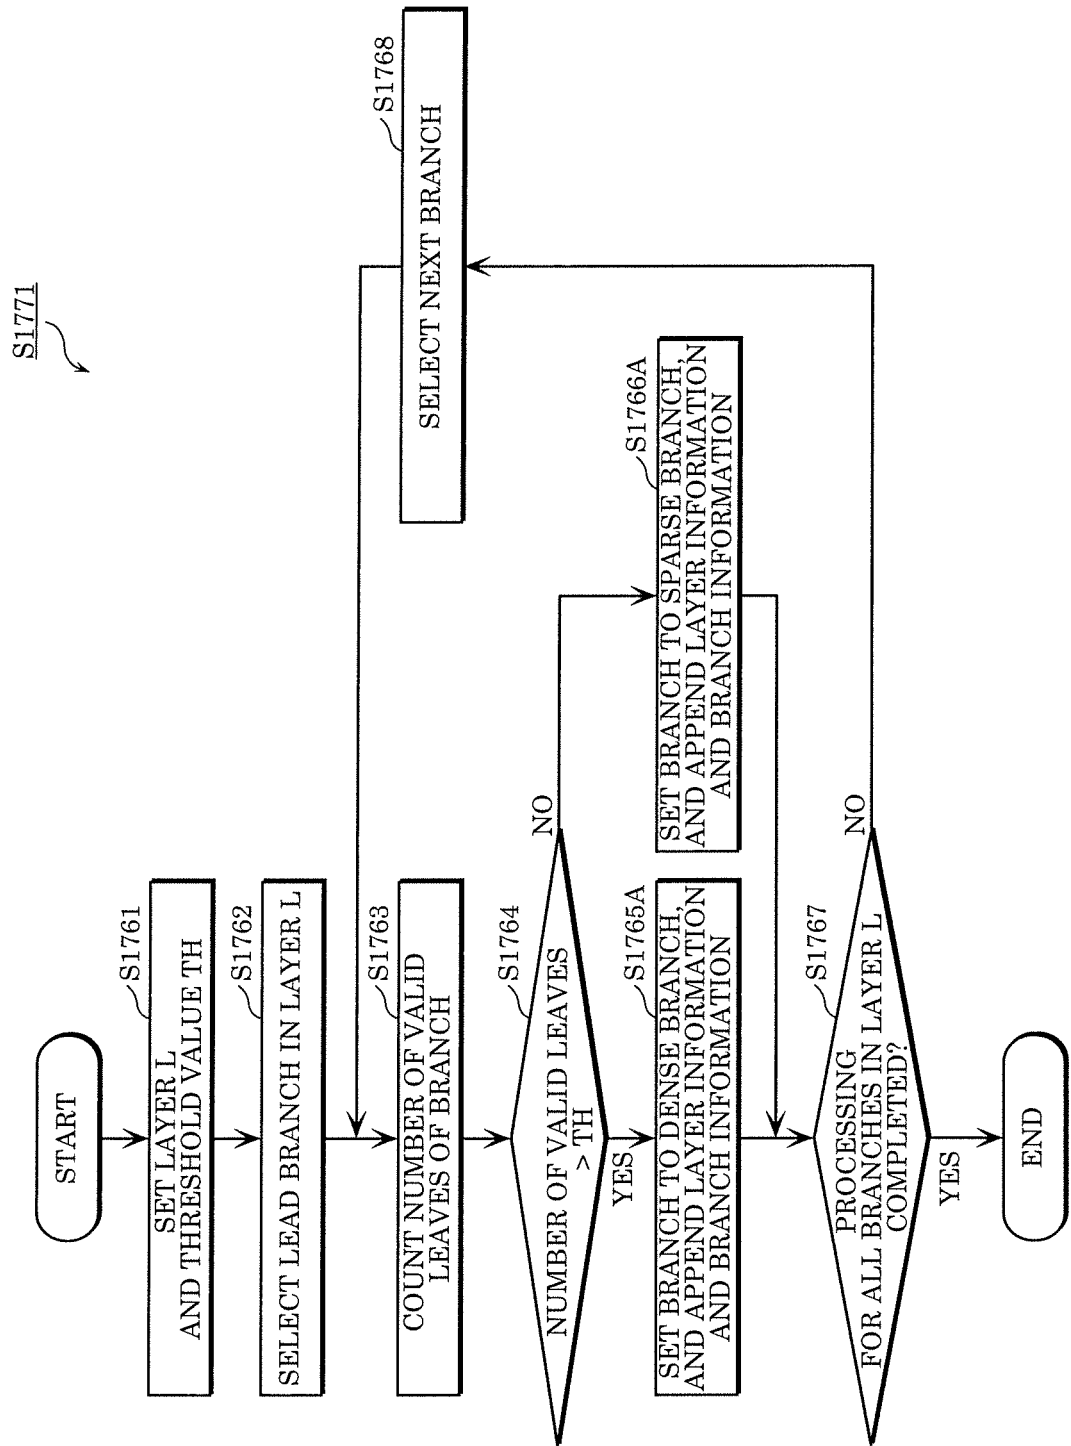 S1771
START
S1761
SET LAYER L
AND THRESHOLD VALUE TH
S1762
SELECT LEAD BRANCH IN LAYER L
S1768
SELECT NEXT BRANCH
S1763
COUNT NUMBER OF VALID
LEAVES OF BRANCH
S1764
NUMBER OF VALID LEAVES
> TH
NO
YES
S1765A
SET BRANCH TO DENSE BRANCH,
AND APPEND LAYER INFORMATION
AND BRANCH INFORMATION
S1766A
SET BRANCH TO SPARSE BRANCH,
AND APPEND LAYER INFORMATION
AND BRANCH INFORMATION
S1767
PROCESSING
FOR ALL BRANCHES IN LAYER L
COMPLETED?
NO
YES
END